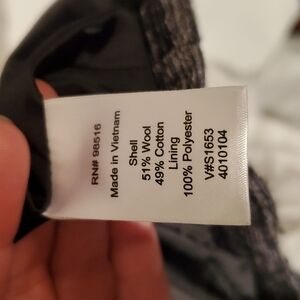 RN# 98516
Made in Vietnam
Shell
51% Wool
49% Cotton
Lining
100% Polyester
V#S1653
4010104